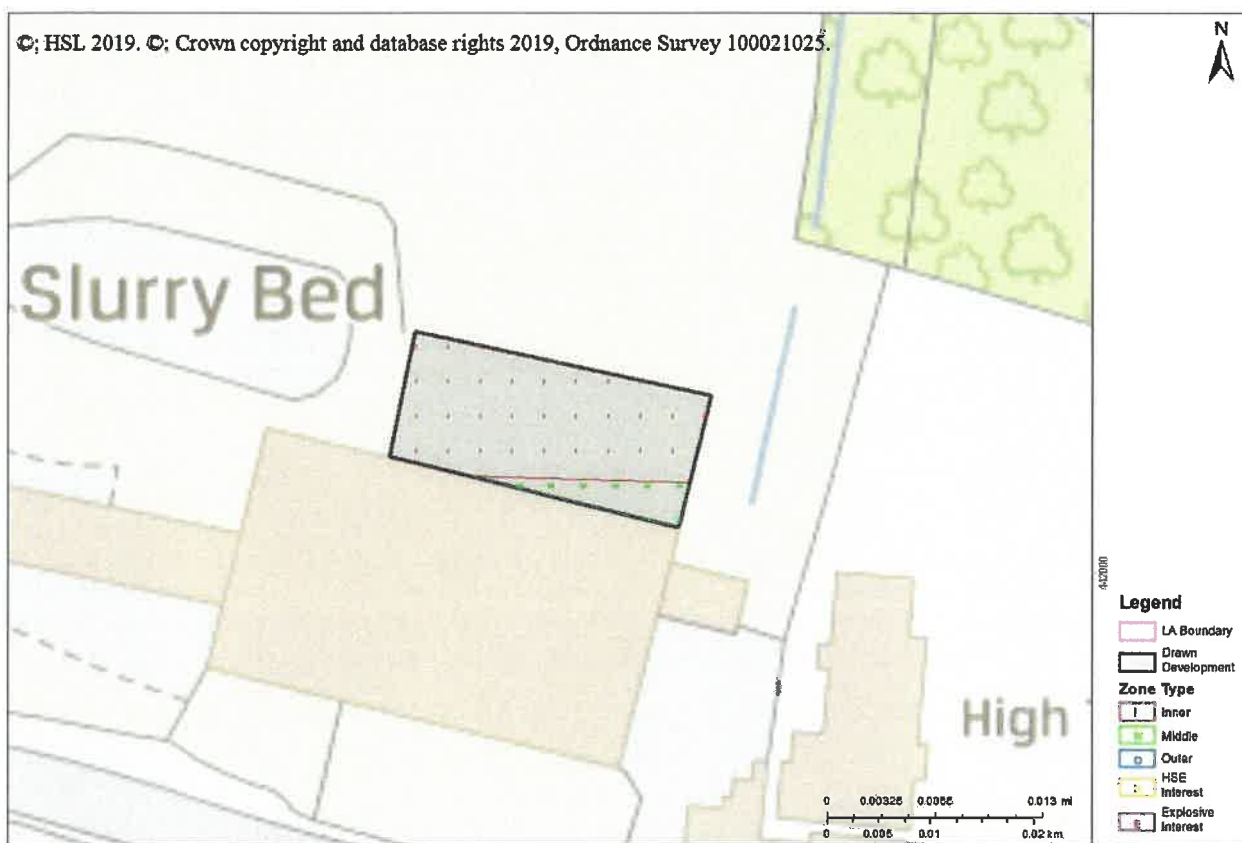 ©; HSL 2019. ©; Crown copyright and database rights 2019, Ordnance Survey 100021025.
N
Slurry Bed
442000
High
Legend
LA Boundary
Drawn
Development
Zone Type
I Inner
M Middle
O Outer
HSE
Interest
Explosive
Interest
0 0.00325 0.0065 0.013 mi
0 0.005 0.01 0.02 km